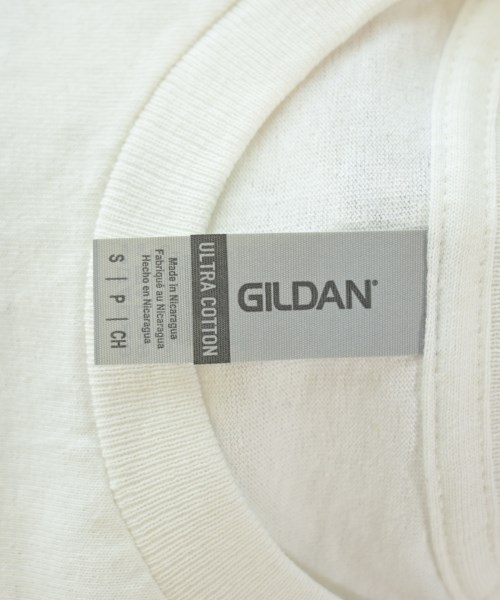 GILDAN®
ULTRA COTTON
Made in Nicaragua
Fabriqué au Nicaragua
Hecho en Nicaragua
S | P | CH